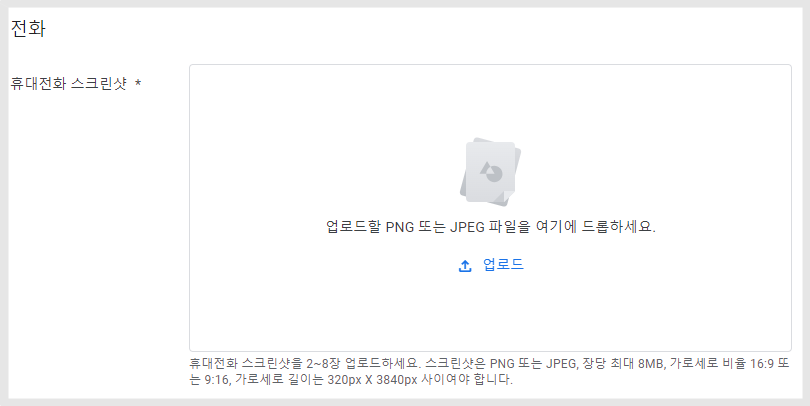 전화
휴대전화 스크린샷 *
업로드할 PNG 또는 JPEG 파일을 여기에 드롭하세요.
업로드
휴대전화 스크린샷을 2~8장 업로드하세요. 스크린샷은 PNG 또는 JPEG, 장당 최대 8MB, 가로세로 비율 16:9 또
는 9:16, 가로세로 길이는 320px X 3840px 사이여야 합니다.